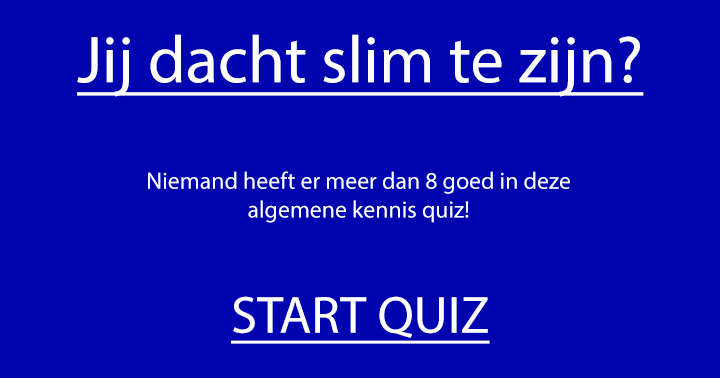 Jij dacht slim te zijn?
Niemand heeft er meer dan 8 goed in deze
algemene kennis quiz!
START QUIZ